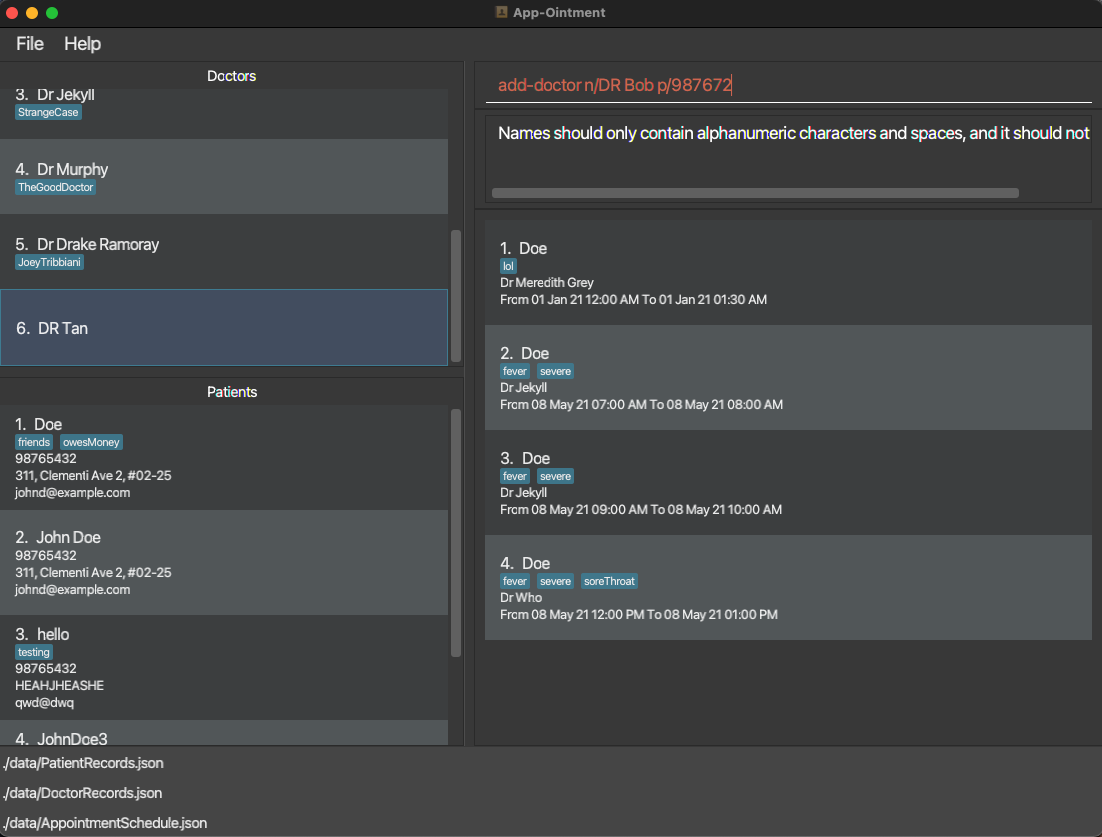 App-Ointment
File Help
Doctors
3. Dr Jekyll
StrangeCase
4. Dr Murphy
TheGoodDoctor
5. Dr Drake Ramoray
JoeyTribbiani
6. DR Tan
Patients
1. Doe
friends owesMoney
98765432
311, Clementi Ave 2, #02-25
johnd@example.com
2. John Doe
98765432
311, Clementi Ave 2, #02-25
johnd@example.com
3. hello
testing
98765432
HEAHJHEASHE
qwd@dwq
4. JohnDoe3
add-doctor n/DR Bob p/987672
Names should only contain alphanumeric characters and spaces, and it should not
1. Doe
lol
Dr Meredith Grey
From 01 Jan 21 12:00 AM To 01 Jan 21 01:30 AM
2. Doe
fever severe
Dr Jekyll
From 08 May 21 07:00 AM To 08 May 21 08:00 AM
3. Doe
fever severe
Dr Jekyll
From 08 May 21 09:00 AM To 08 May 21 10:00 AM
4. Doe
fever severe soreThroat
Dr Who
From 08 May 21 12:00 PM To 08 May 21 01:00 PM
./data/PatientRecords.json
./data/DoctorRecords.json
./data/AppointmentSchedule.json